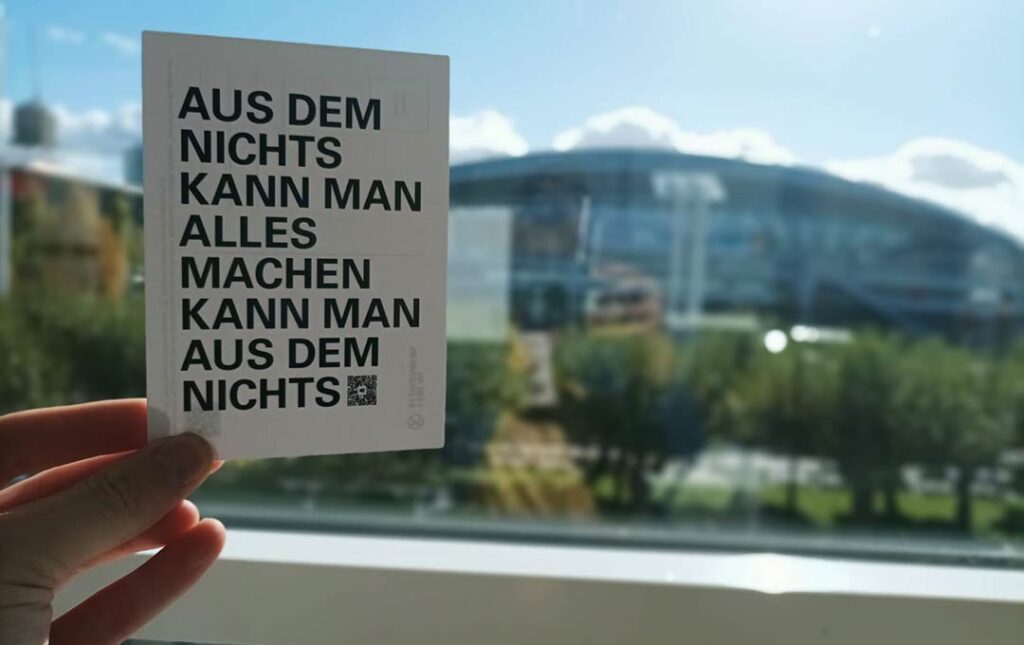 AUS DEM
NICHTS
KANN MAN
ALLES
MACHEN
KANN MAN
AUS DEM
NICHTS